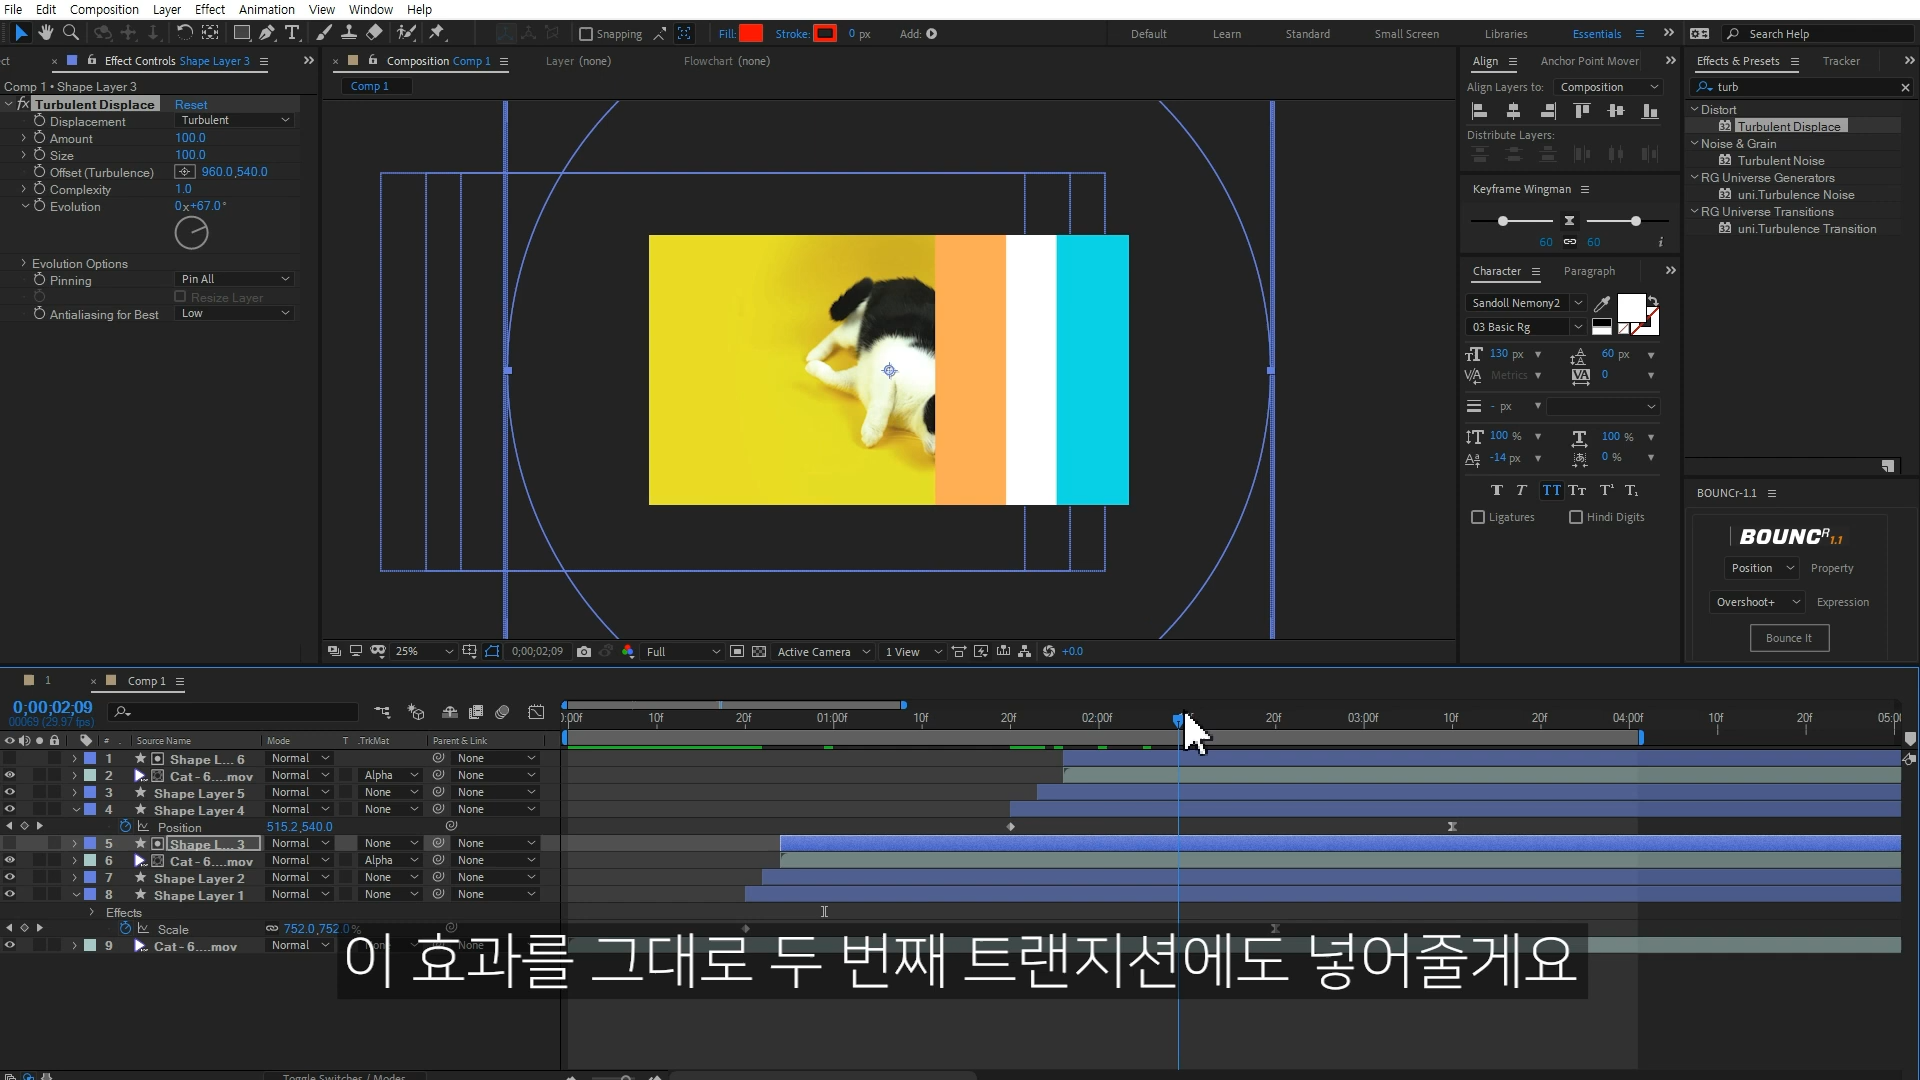 File Edit Composition Layer Effect Animation View Window Help
Snapping Fill: Stroke: 0 px Add: Default Learn Standard Small Screen Libraries Essentials Search Help
Effect Controls Shape Layer 3
Comp 1 • Shape Layer 3
fx Turbulent Displace Reset
Displacement Turbulent
Amount 100.0
Size 100.0
Offset (Turbulence) 960.0,540.0
Complexity 1.0
Evolution 0x+67.0°
Evolution Options
Pinning Pin All
Resize Layer
Antialiasing for Best Low
Composition Comp 1 Layer (none) Flowchart (none)
Comp 1
25% 0;00;02;09 Full Active Camera 1 View +0.0
Align Anchor Point Mover
Align Layers to: Composition
Distribute Layers:
Keyframe Wingman
60 60 i
Character Paragraph
Sandoll Nemony2
03 Basic Rg
130 px 60 px
Metrics 0
- px
100 % 100 %
-14 px 0 %
T T TT Tт T¹ T₁
Ligatures Hindi Digits
Effects & Presets Tracker
turb
Distort
Turbulent Displace
Noise & Grain
Turbulent Noise
RG Universe Generators
uni.Turbulence Noise
RG Universe Transitions
uni.Turbulence Transition
BOUNCr-1.1
BOUNCR 1.1
Position Property
Overshoot+ Expression
Bounce It
1 Comp 1
0;00;02;09
00069 (29.97 fps)
:00f 10f 20f 01:00f 10f 20f 02:00f 20f 03:00f 10f 20f 04:00f 10f 20f 05:0
# Source Name Mode T .TrkMat Parent & Link
1 Shape L... 6 Normal None
2 Cat - 6....mov Normal Alpha None
3 Shape Layer 5 Normal None None
4 Shape Layer 4 Normal None None
Position 515.2,540.0
5 Shape L... 3 Normal None None
6 Cat - 6....mov Normal Alpha None
7 Shape Layer 2 Normal None None
8 Shape Layer 1 Normal None None
Effects
Scale 752.0,752.0%
9 Cat - 6....mov Normal
이 효과를 그대로 두 번째 트랜지션에도 넣어줄게요
Toggle Switches / Modes